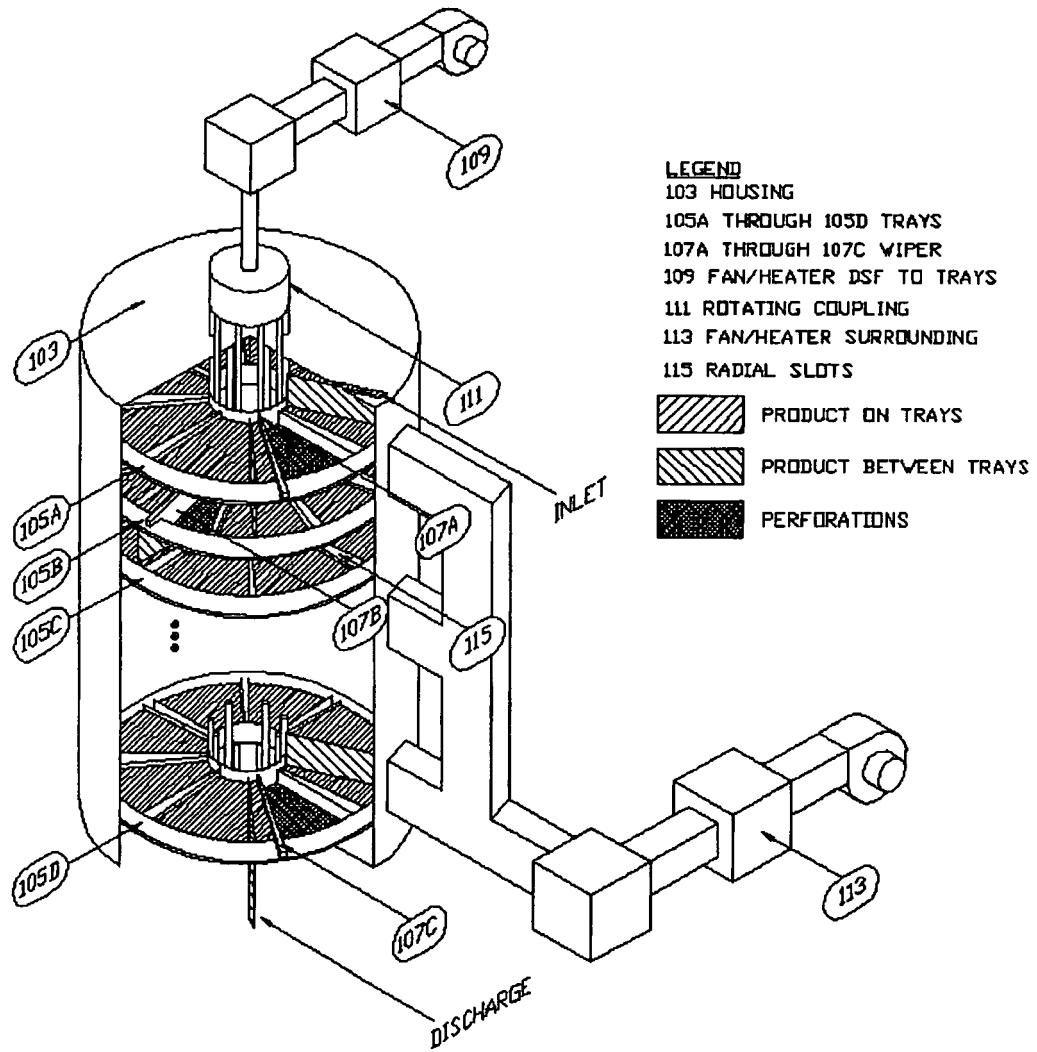 109
LEGEND
103 HOUSING
105A THROUGH 105D TRAYS
107A THROUGH 107C WIPER
109 FAN/HEATER DSF TO TRAYS
111 ROTATING COUPLING
113 FAN/HEATER SURROUNDING
115 RADIAL SLOTS
PRODUCT ON TRAYS
PRODUCT BETWEEN TRAYS
PERFORATIONS
103
111
INLET
105A
107A
105B
105C
107B
115
105D
107C
113
DISCHARGE